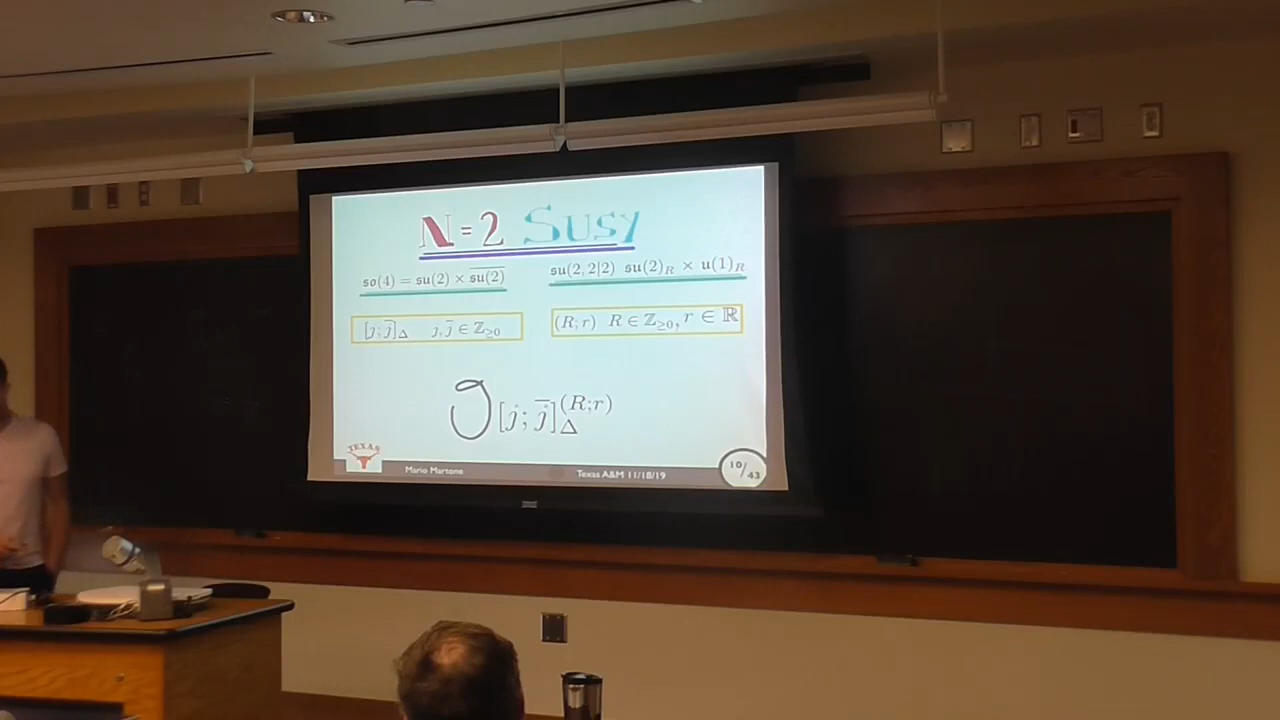 N=2 Susy
𝔰𝔬(4) = 𝔰𝔲(2) × \overline{𝔰𝔲(2)}
𝔰𝔲(2, 2|2) 𝔰𝔲(2)_R × 𝔲(1)_R
[j; j̄]_Δ j, j̄ ∈ ℤ_{≥0}
(R; r) R ∈ ℤ_{≥0}, r ∈ ℝ
O[j; j̄]_Δ^{(R;r)}
TEXAS
Mario Martone
Texas A&M 11/18/19
10/43